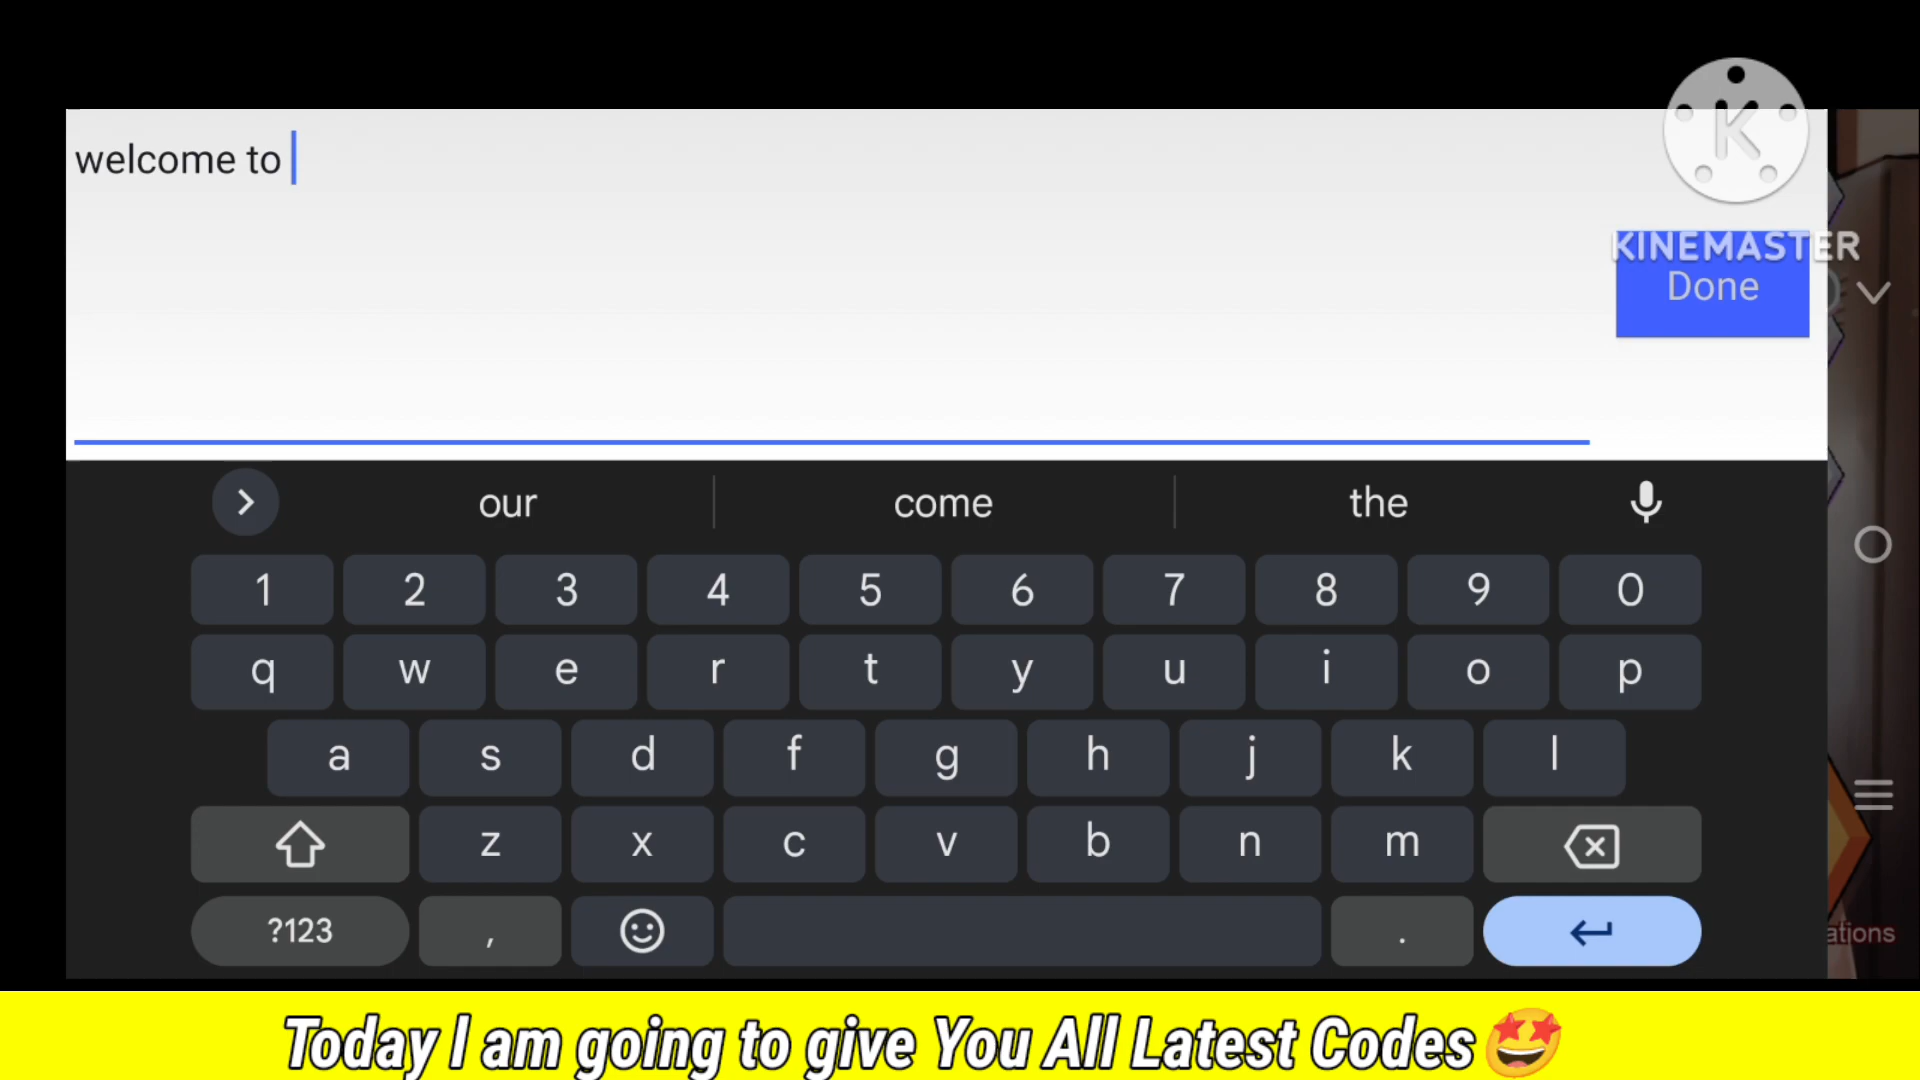 welcome to
K
KINEMASTER
Done
our come the
1 2 3 4 5 6 7 8 9 0
q w e r t y u i o p
a s d f g h j k l
z x c v b n m
?123 , .
ations
Today I am going to give You All Latest Codes🤩